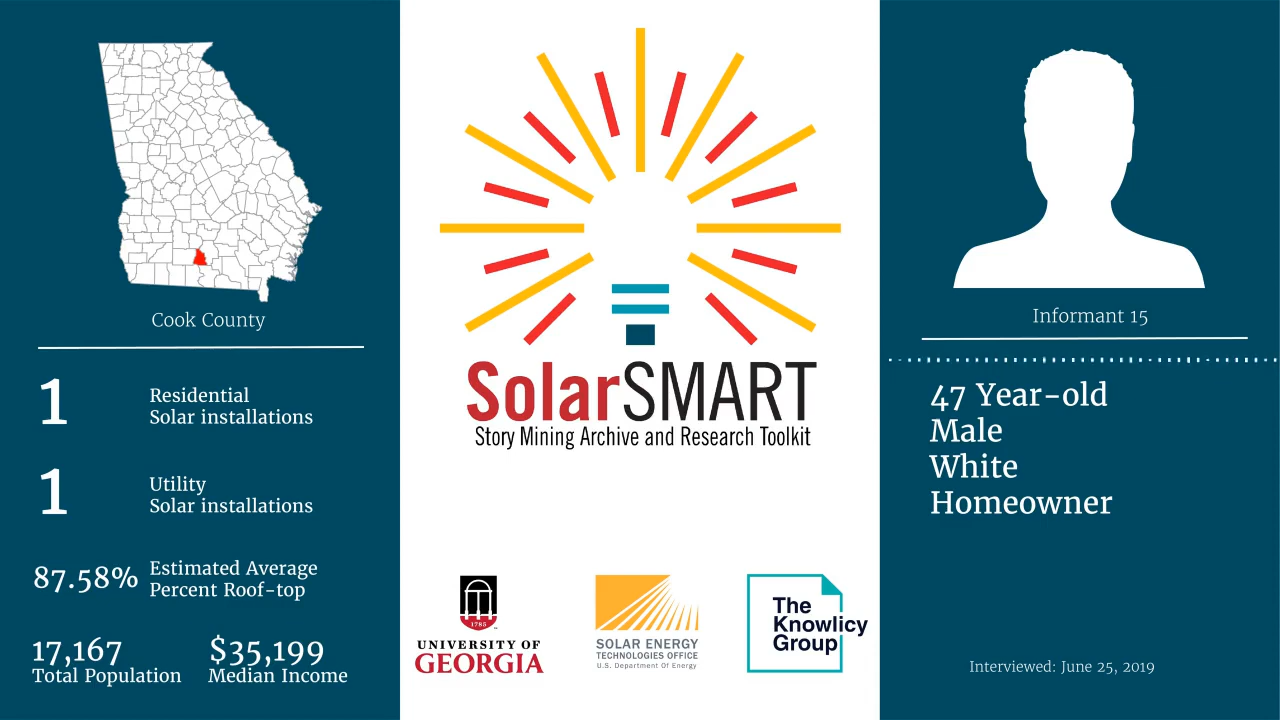 Cook County
1
Residential
Solar installations
1
Utility
Solar installations
87.58%
Estimated Average
Percent Roof-top
17,167
Total Population
$35,199
Median Income
SolarSMART
Story Mining Archive and Research Toolkit
1785
UNIVERSITY OF
GEORGIA
SOLAR ENERGY
TECHNOLOGIES OFFICE
U.S. Department Of Energy
The
Knowlicy
Group
Informant 15
47 Year-old
Male
White
Homeowner
Interviewed: June 25, 2019